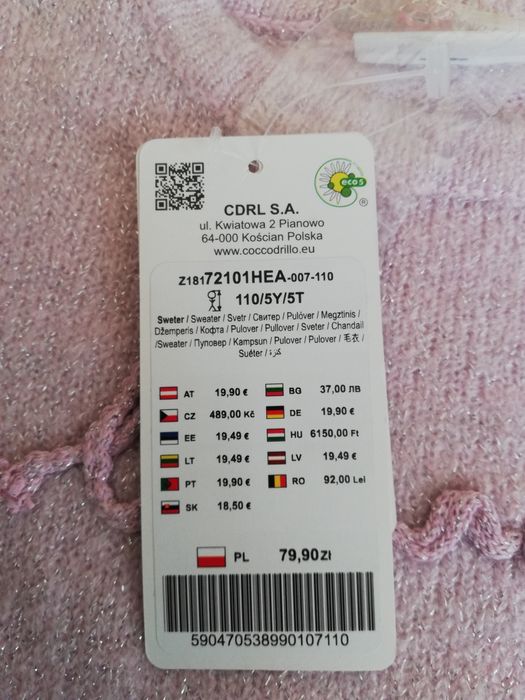 eco5
®
CDRL S.A.
ul. Kwiatowa 2 Pianowo
64-000 Kościan Polska
www.coccodrillo.eu
Z18172101HEA-007-110
110/5Y/5T
Sweter / Sweater / Svetr / Свитер / Pulóver / Megztinis /
Džemperis / Кофта / Pulover / Pullover / Sveter / Chandail
/Sweater / Пуловер / Kampsun / Pulover / Pulover / 毛衣 /
Suéter / كنزة /
AT 19,90 € BG 37,00 ЛВ
CZ 489,00 Kč DE 19,90 €
EE 19,49 € HU 6150,00 Ft
LT 19,49 € LV 19,49 €
PT 19,90 € RO 92,00 Lei
SK 18,50 €
PL 79,90 zł
590470538990107110